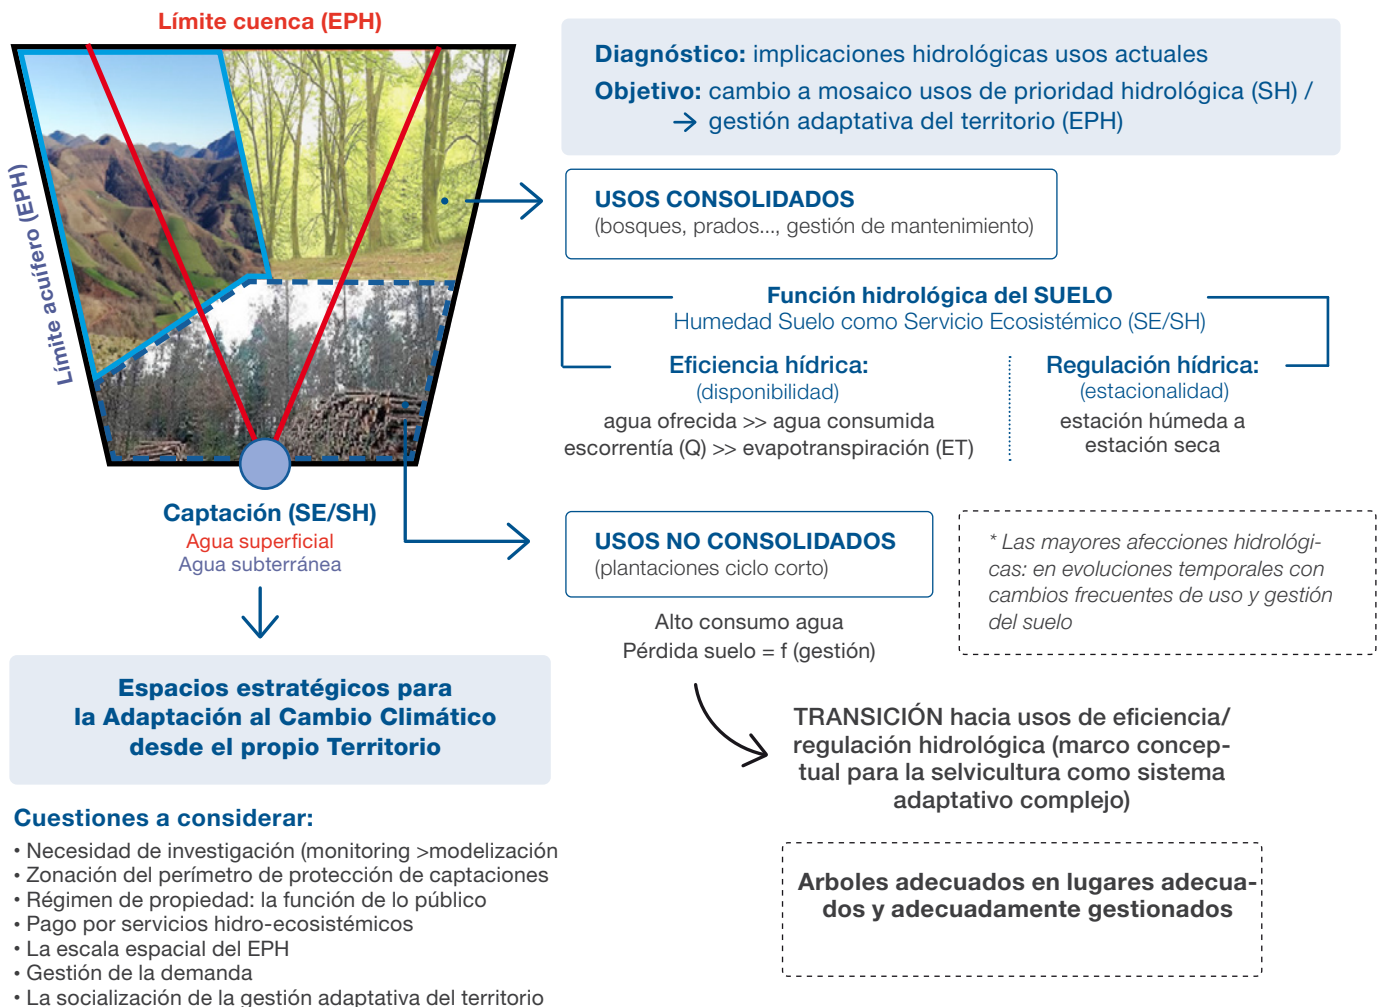 Límite cuenca (EPH)
Límite acuífero (EPH)
Captación (SE/SH)
Agua superficial
Agua subterránea
Espacios estratégicos para
la Adaptación al Cambio Climático
desde el propio Territorio
Cuestiones a considerar:
• Necesidad de investigación (monitoring >modelización
• Zonación del perímetro de protección de captaciones
• Régimen de propiedad: la función de lo público
• Pago por servicios hidro-ecosistémicos
• La escala espacial del EPH
• Gestión de la demanda
• La socialización de la gestión adaptativa del territorio
Diagnóstico: implicaciones hidrológicas usos actuales
Objetivo: cambio a mosaico usos de prioridad hidrológica (SH) /
→ gestión adaptativa del territorio (EPH)
USOS CONSOLIDADOS
(bosques, prados..., gestión de mantenimiento)
Función hidrológica del SUELO
Humedad Suelo como Servicio Ecosistémico (SE/SH)
Eficiencia hídrica:
(disponibilidad)
agua ofrecida >> agua consumida
escorrentía (Q) >> evapotranspiración (ET)
Regulación hídrica:
(estacionalidad)
estación húmeda a
estación seca
USOS NO CONSOLIDADOS
(plantaciones ciclo corto)
Alto consumo agua
Pérdida suelo = f (gestión)
* Las mayores afecciones hidrológi-
cas: en evoluciones temporales con
cambios frecuentes de uso y gestión
del suelo
TRANSICIÓN hacia usos de eficiencia/
regulación hidrológica (marco concep-
tual para la selvicultura como sistema
adaptativo complejo)
Arboles adecuados en lugares adecua-
dos y adecuadamente gestionados